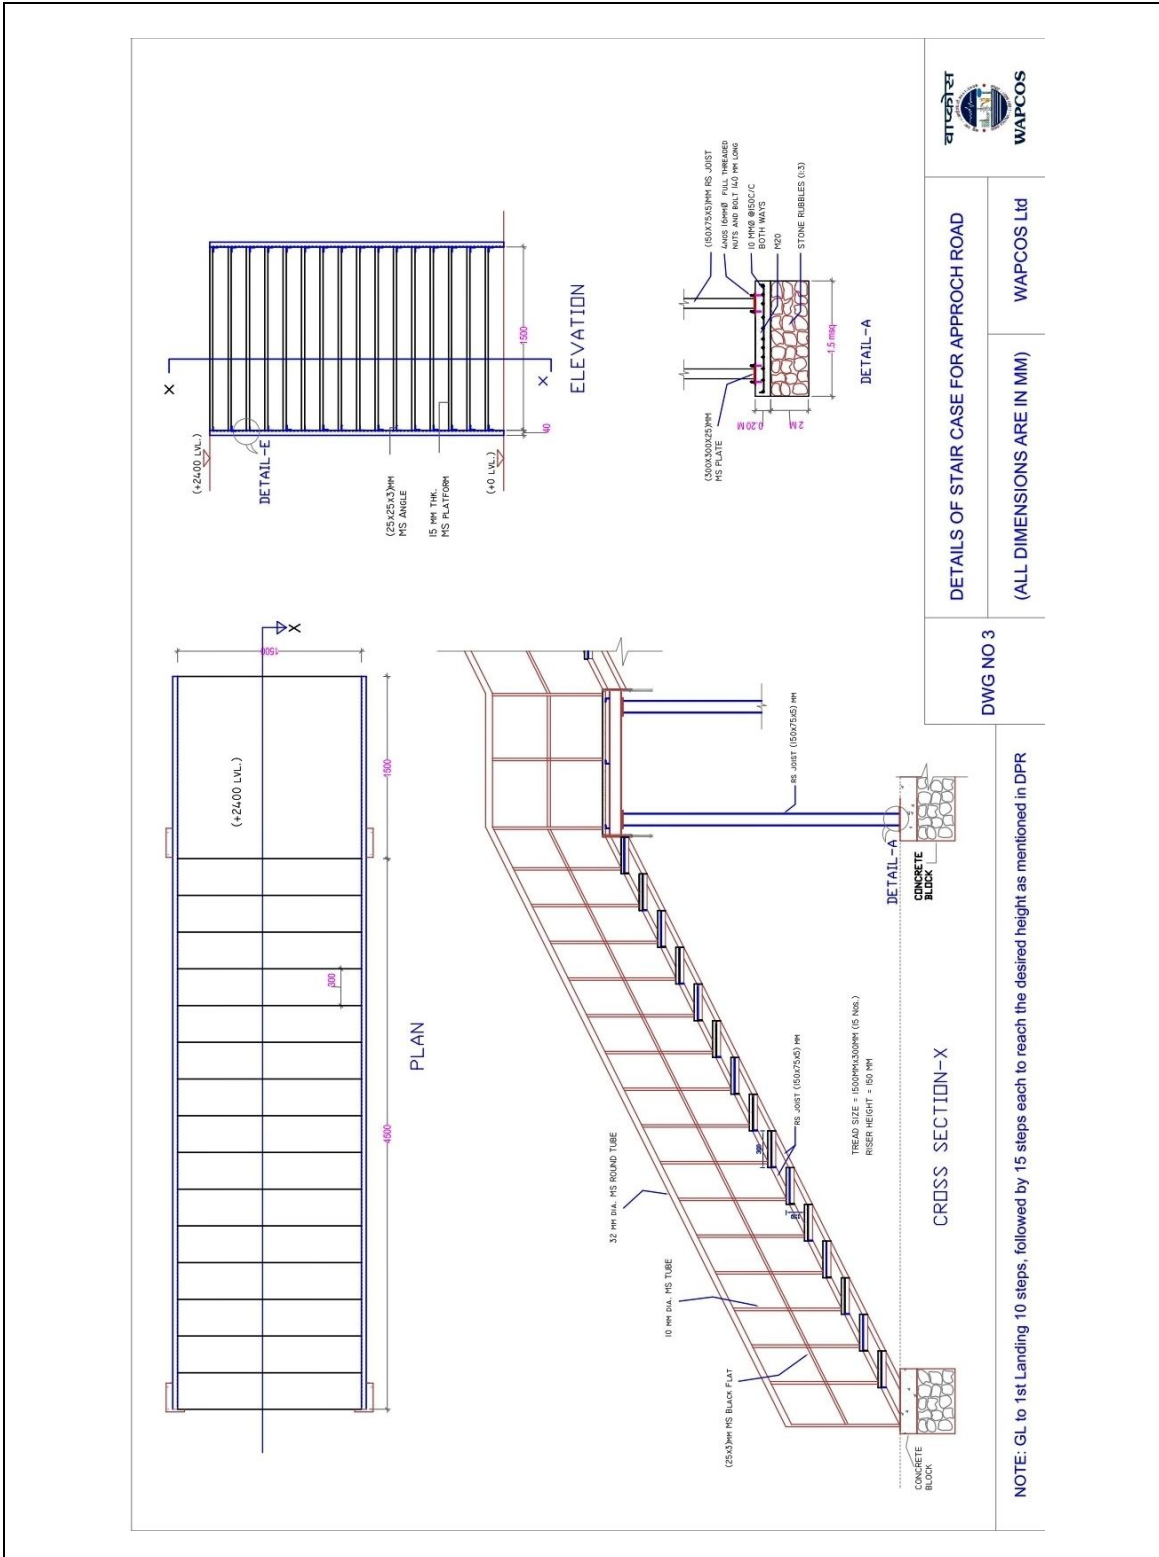 PLAN
(+2400 LVL.)
X
1500
1500
300
4500
ELEVATION
X
X
(+2400 LVL.)
DETAIL-E
(25X25X3)MM
MS ANGLE
15 MM THK.
MS PLATFORM
(+0 LVL.)
1500
40
CROSS SECTION-X
32 MM DIA. MS ROUND TUBE
10 MM DIA. MS TUBE
(25X3)MM MS BLACK FLAT
RS JOIST (150X75X5) MM
RS JOIST (150X75X5) MM
TREAD SIZE = 1500MMX300MM (15 Nos.)
RISER HEIGHT = 150 MM
300
DETAIL-A
CONCRETE
BLOCK
CONCRETE
BLOCK
DETAIL-A
(150X75X5)MM RS JOIST
4NOS 16MMØ FULL THREADED
NUTS AND BOLT 140 MM LONG
10 MMØ @150C/C
BOTH WAYS
M20
STONE RUBBLES (1:3)
(300X300X25)MM
MS PLATE
0.20 M
2 M
1.5 msq
NOTE: GL to 1st Landing 10 steps, followed by 15 steps each to reach the desired height as mentioned in DPR
DWG NO 3
DETAILS OF STAIR CASE FOR APPROCH ROAD
(ALL DIMENSIONS ARE IN MM)
WAPCOS Ltd
वाप्कोस
WAPCOS